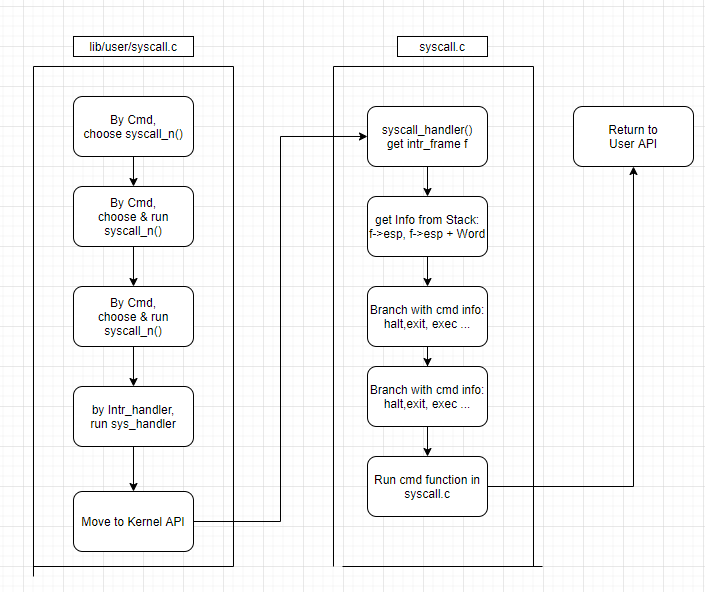 lib/user/syscall.c
By Cmd,
choose syscall_n()
By Cmd,
choose & run
syscall_n()
By Cmd,
choose & run
syscall_n()
by Intr_handler,
run sys_handler
Move to Kernel API
syscall.c
syscall_handler()
get intr_frame f
get Info from Stack:
f->esp, f->esp + Word
Branch with cmd info:
halt,exit, exec ...
Branch with cmd info:
halt,exit, exec ...
Run cmd function in
syscall.c
Return to
User API